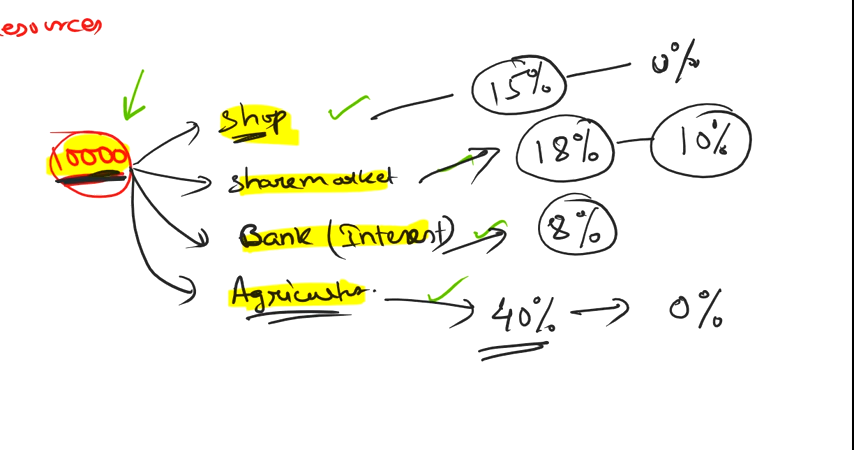 esources
shop 15% 0%
10000
sharemarket 18% 10%
Bank (Interest) 8%
Agriculture. 40% 0%